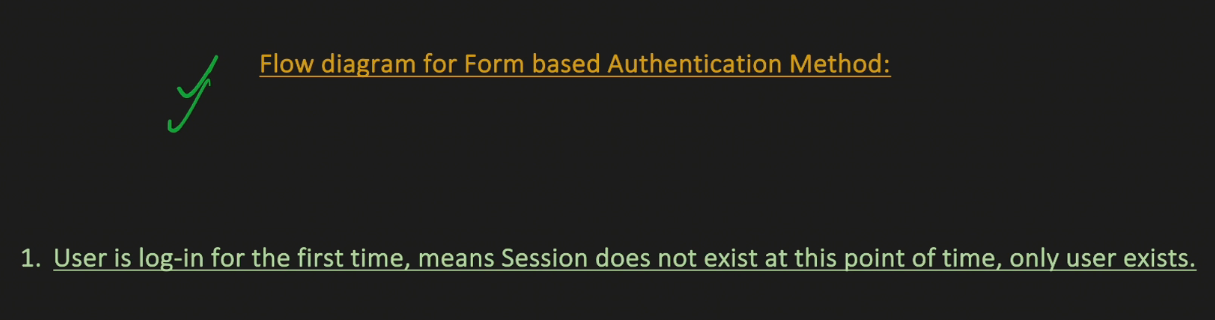 Flow diagram for Form based Authentication Method:
1. User is log-in for the first time, means Session does not exist at this point of time, only user exists.